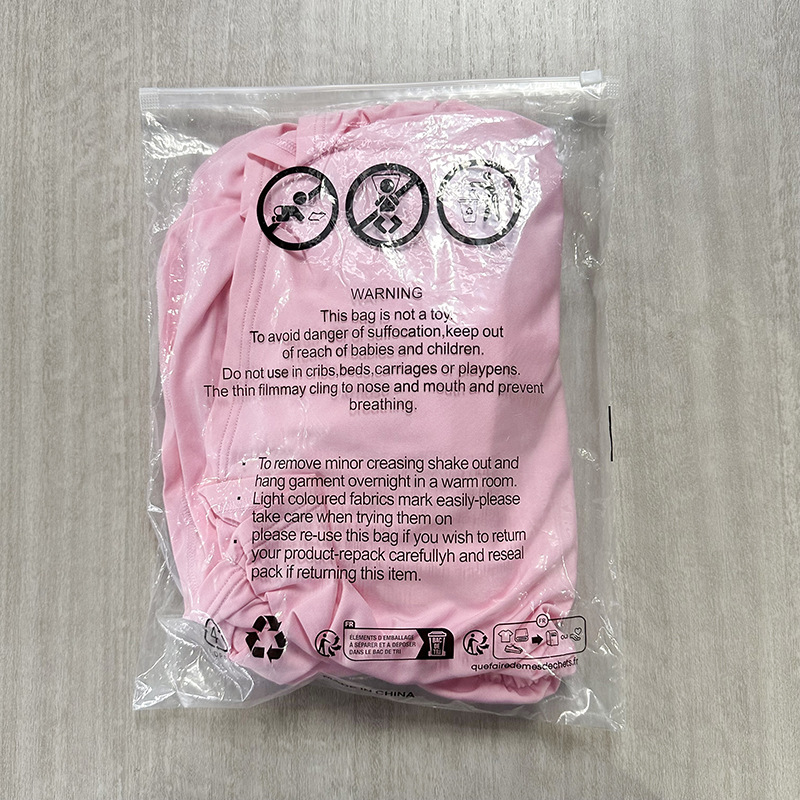 WARNING
This bag is not a toy.
To avoid danger of suffocation,keep out
of reach of babies and children.
Do not use in cribs,beds,carriages or playpens.
The thin filmmay cling to nose and mouth and prevent
breathing.
· To remove minor creasing shake out and
hang garment overnight in a warm room.
· Light coloured fabrics mark easily-please
take care when trying them on
· please re-use this bag if you wish to return
your product-repack carefullyh and reseal
pack if returning this item.
4
FR
ÉLÉMENTS D'EMBALLAGE
À SÉPARER ET À DÉPOSER
DANS LE BAC DE TRI
BAC
DE
TRI
FR
OU
quefairedemesdechets.fr
MADE IN CHINA